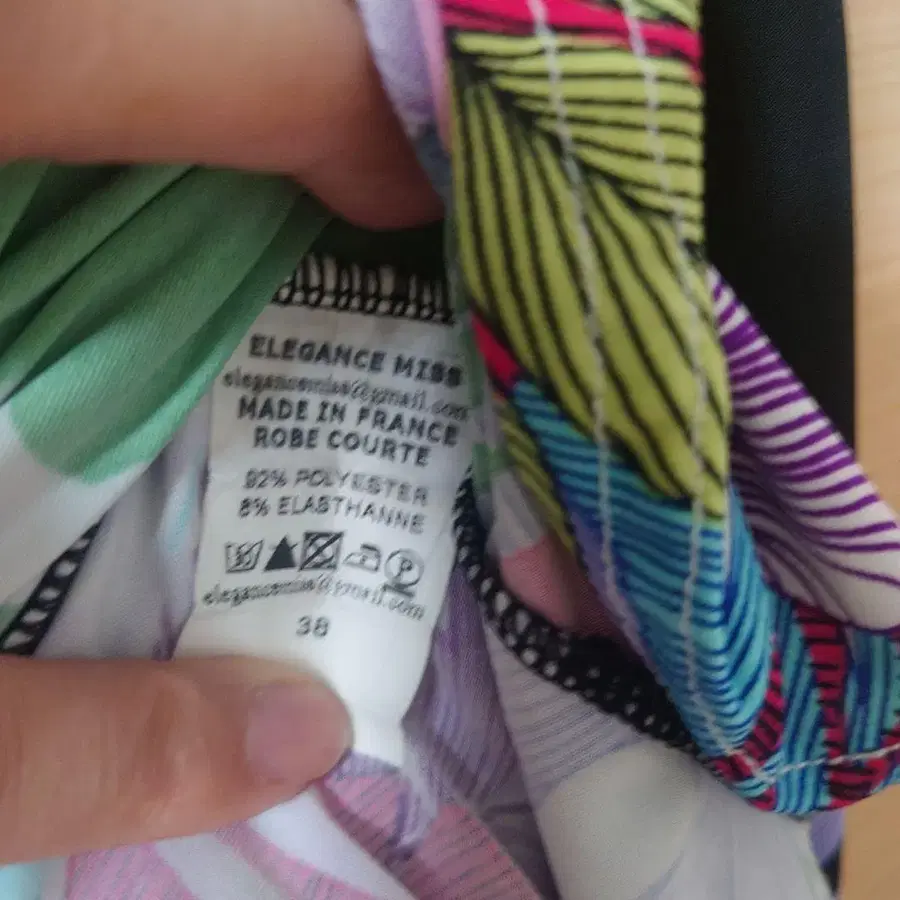 ELEGANCE MISS
elegancemiss@gmail.com
MADE IN FRANCE
ROBE COURTE
92% POLYESTER
8% ELASTHANNE
P
elegancemiss@gmail.com
38